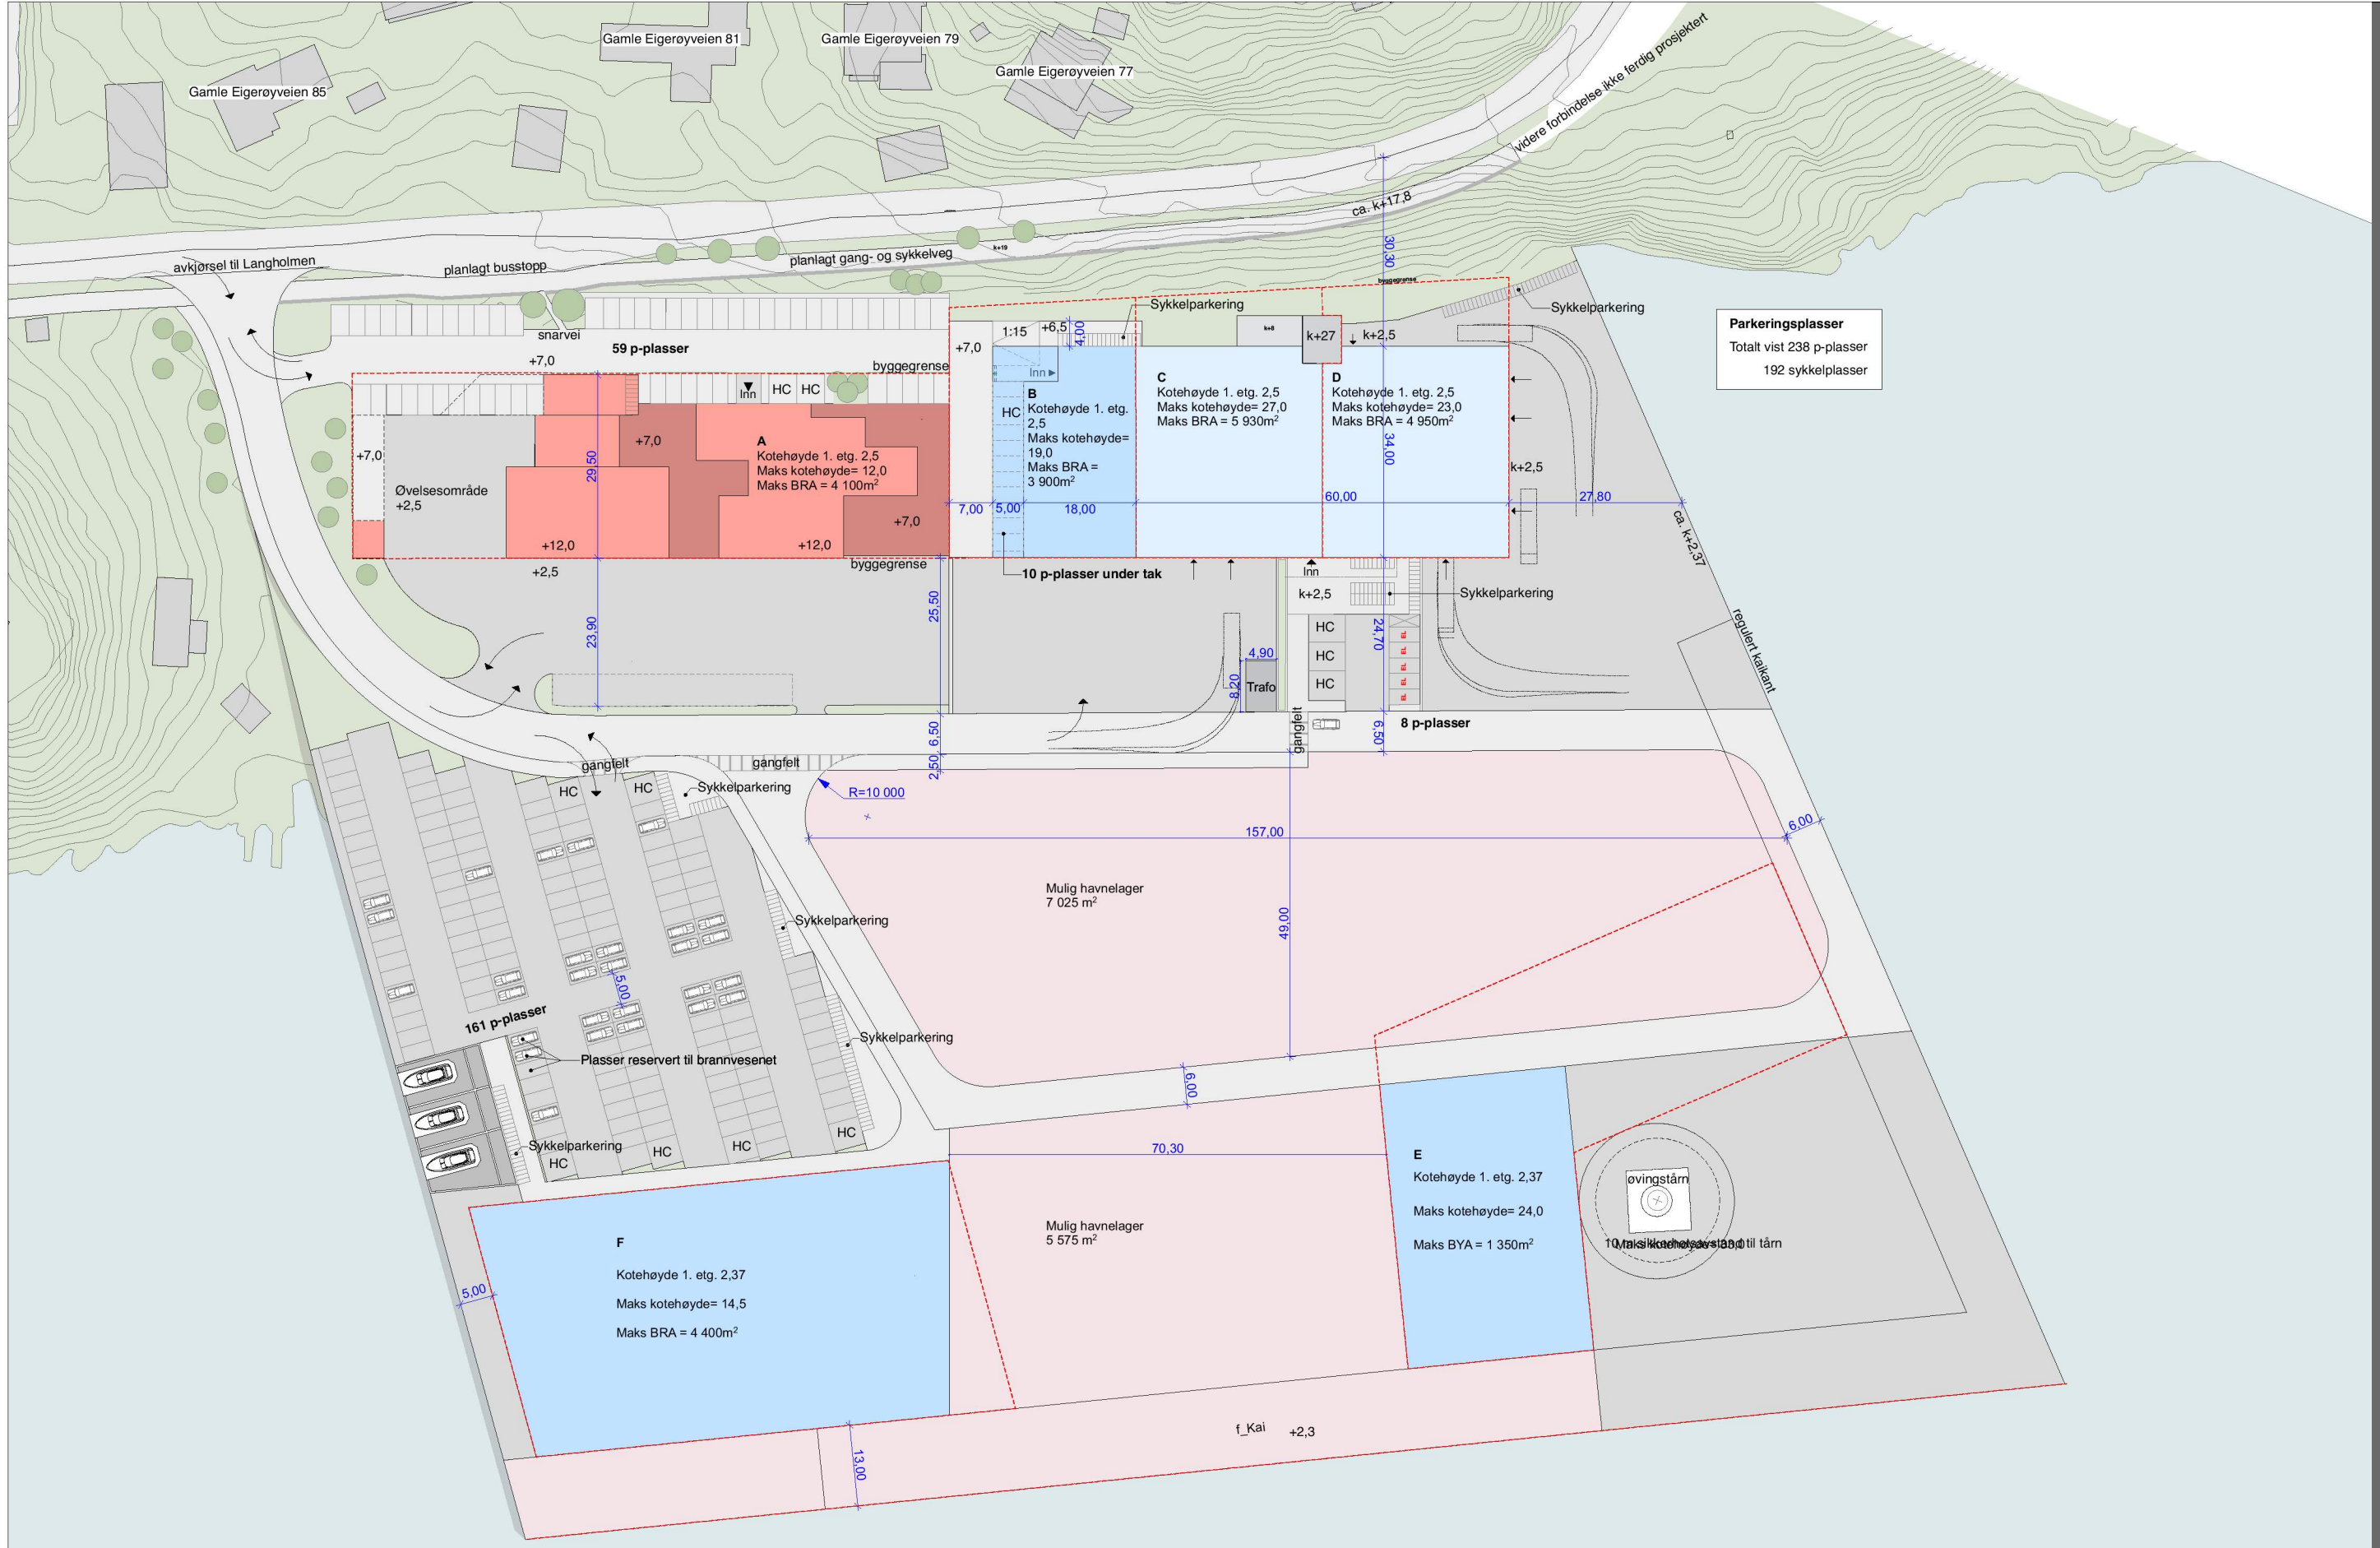 Gamle Eigerøyveien 85
Gamle Eigerøyveien 81
Gamle Eigerøyveien 79
Gamle Eigerøyveien 77
videre forbindelse ikke ferdig prosjektert
ca. k+17,8
30,30
k+19
avkjørsel til Langholmen
planlagt busstopp
planlagt gang- og sykkelveg
byggegrense
Sykkelparkering
Sykkelparkering
Parkeringsplasser
Totalt vist 238 p-plasser
192 sykkelplasser
snarvei
59 p-plasser
+7,0
byggegrense
+7,0
1:15
+6,5
4,00
k+8
k+27
k+2,5
Inn
HC
HC
Inn
HC
B
Kotehøyde 1. etg.
2,5
Maks kotehøyde=
19,0
Maks BRA =
3 900m²
C
Kotehøyde 1. etg. 2,5
Maks kotehøyde= 27,0
Maks BRA = 5 930m²
D
Kotehøyde 1. etg. 2,5
Maks kotehøyde= 23,0
Maks BRA = 4 950m²
34,00
+7,0
Øvelsesområde
+2,5
29,50
+7,0
A
Kotehøyde 1. etg. 2,5
Maks kotehøyde= 12,0
Maks BRA = 4 100m²
+7,0
+12,0
+12,0
k+2,5
7,00
5,00
18,00
60,00
27,80
ca. k+2,37
+2,5
byggegrense
10 p-plasser under tak
Inn
k+2,5
Sykkelparkering
23,90
25,50
4,90
8,20
Trafo
HC
HC
HC
24,70
EL
EL
EL
EL
EL
regulert kaikant
gangfelt
6,50
8 p-plasser
6,50
2,50
gangfelt
gangfelt
HC
HC
Sykkelparkering
R=10 000
157,00
6,00
Mulig havnelager
7 025 m²
49,00
Sykkelparkering
5,00
161 p-plasser
Sykkelparkering
Plasser reservert til brannvesenet
6,00
Sykkelparkering
HC
HC
HC
HC
70,30
E
Kotehøyde 1. etg. 2,37
Maks kotehøyde= 24,0
Maks BYA = 1 350m²
øvingstårn
10 m sikkerhetsavstand til tårn
F
Kotehøyde 1. etg. 2,37
Maks kotehøyde= 14,5
Maks BRA = 4 400m²
Mulig havnelager
5 575 m²
5,00
13,00
f_Kai
+2,3